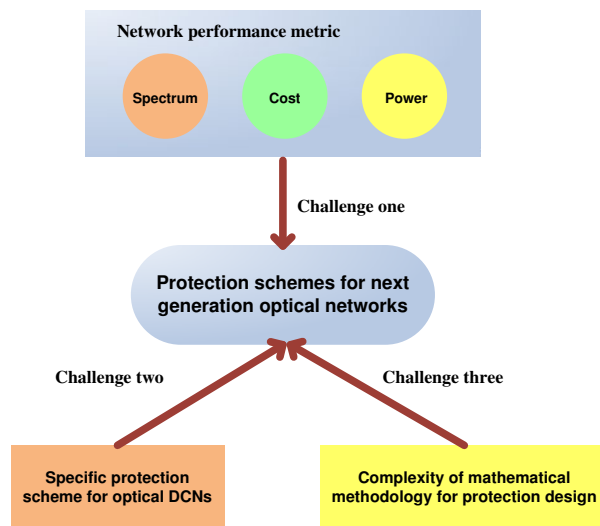 Network performance metric
Spectrum
Cost
Power
Challenge one
Protection schemes for next
generation optical networks
Challenge two
Challenge three
Specific protection
scheme for optical DCNs
Complexity of mathematical
methodology for protection design